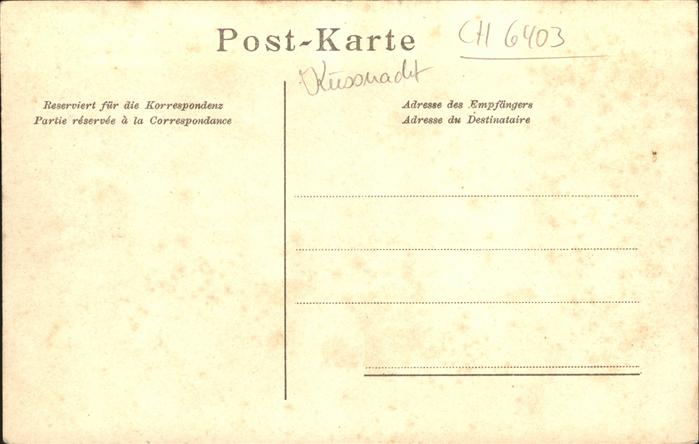 Post-Karte
CH 6403
Küssnacht
Reserviert für die Korrespondenz
Partie réservée à la Correspondance
Adresse des Empfängers
Adresse du Destinataire